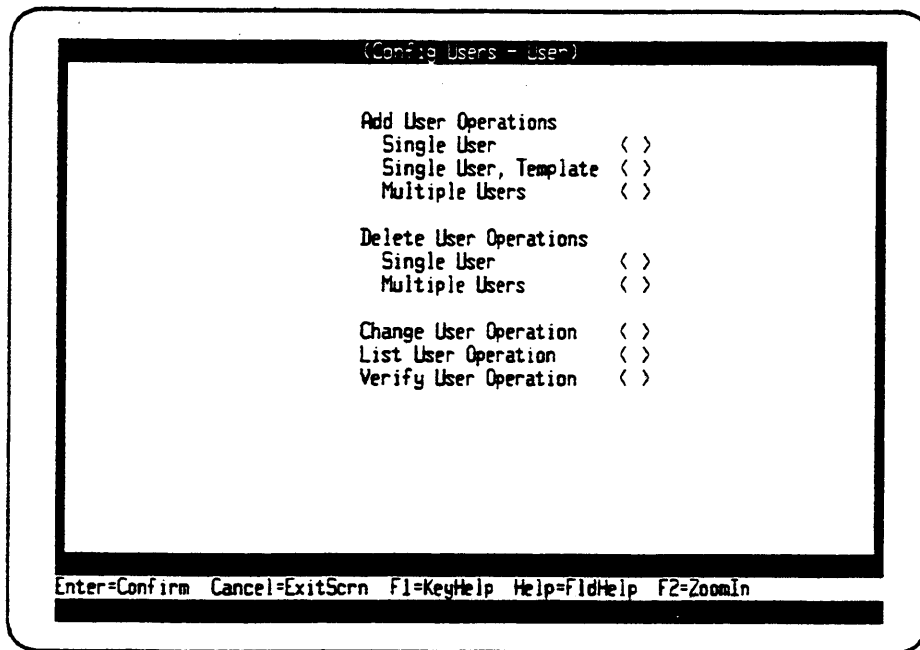 (Config Users - User)
Add User Operations
Single User < >
Single User, Template < >
Multiple Users < >
Delete User Operations
Single User < >
Multiple Users < >
Change User Operation < >
List User Operation < >
Verify User Operation < >
Enter=Confirm Cancel=ExitScrn F1=KeyHelp Help=FldHelp F2=ZoomIn